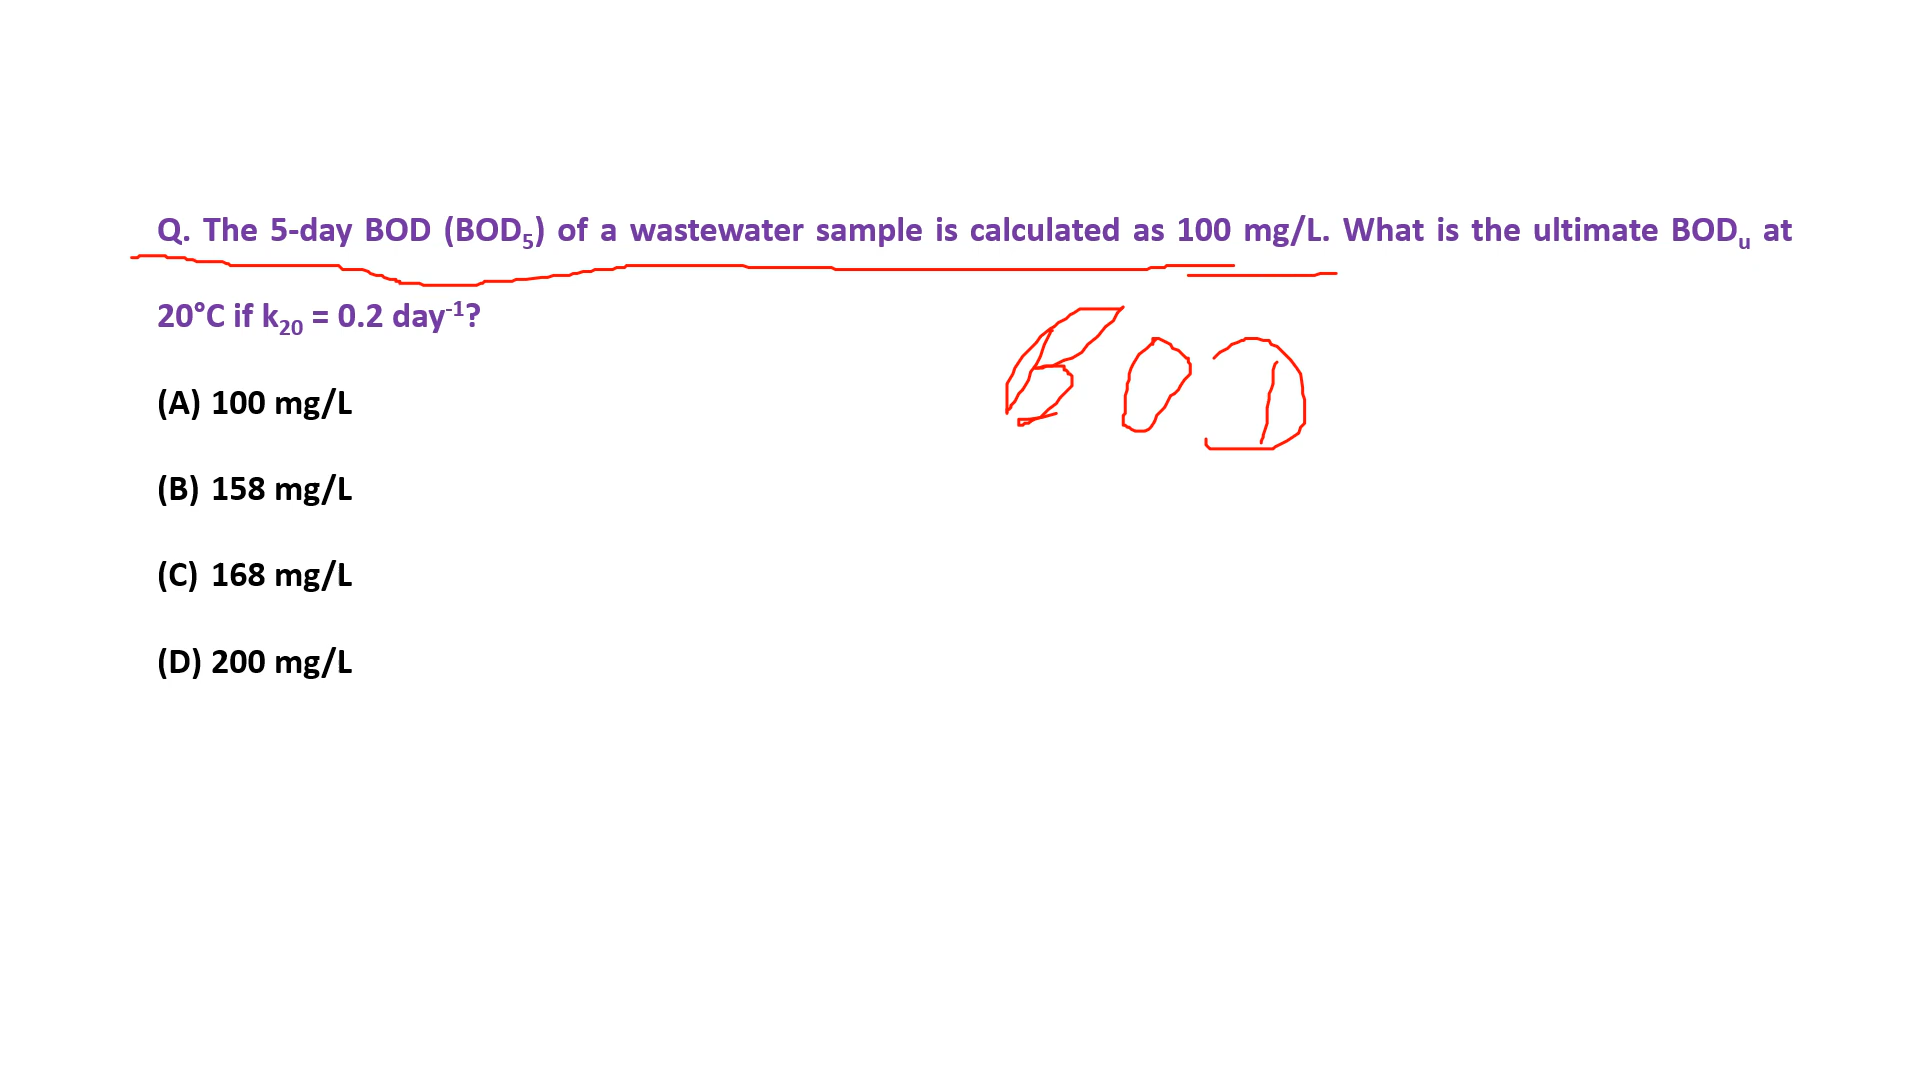 Q. The 5-day BOD (BOD₅) of a wastewater sample is calculated as 100 mg/L. What is the ultimate BODᵤ at
20°C if k₂₀ = 0.2 day⁻¹?
BOD
(A) 100 mg/L
(B) 158 mg/L
(C) 168 mg/L
(D) 200 mg/L